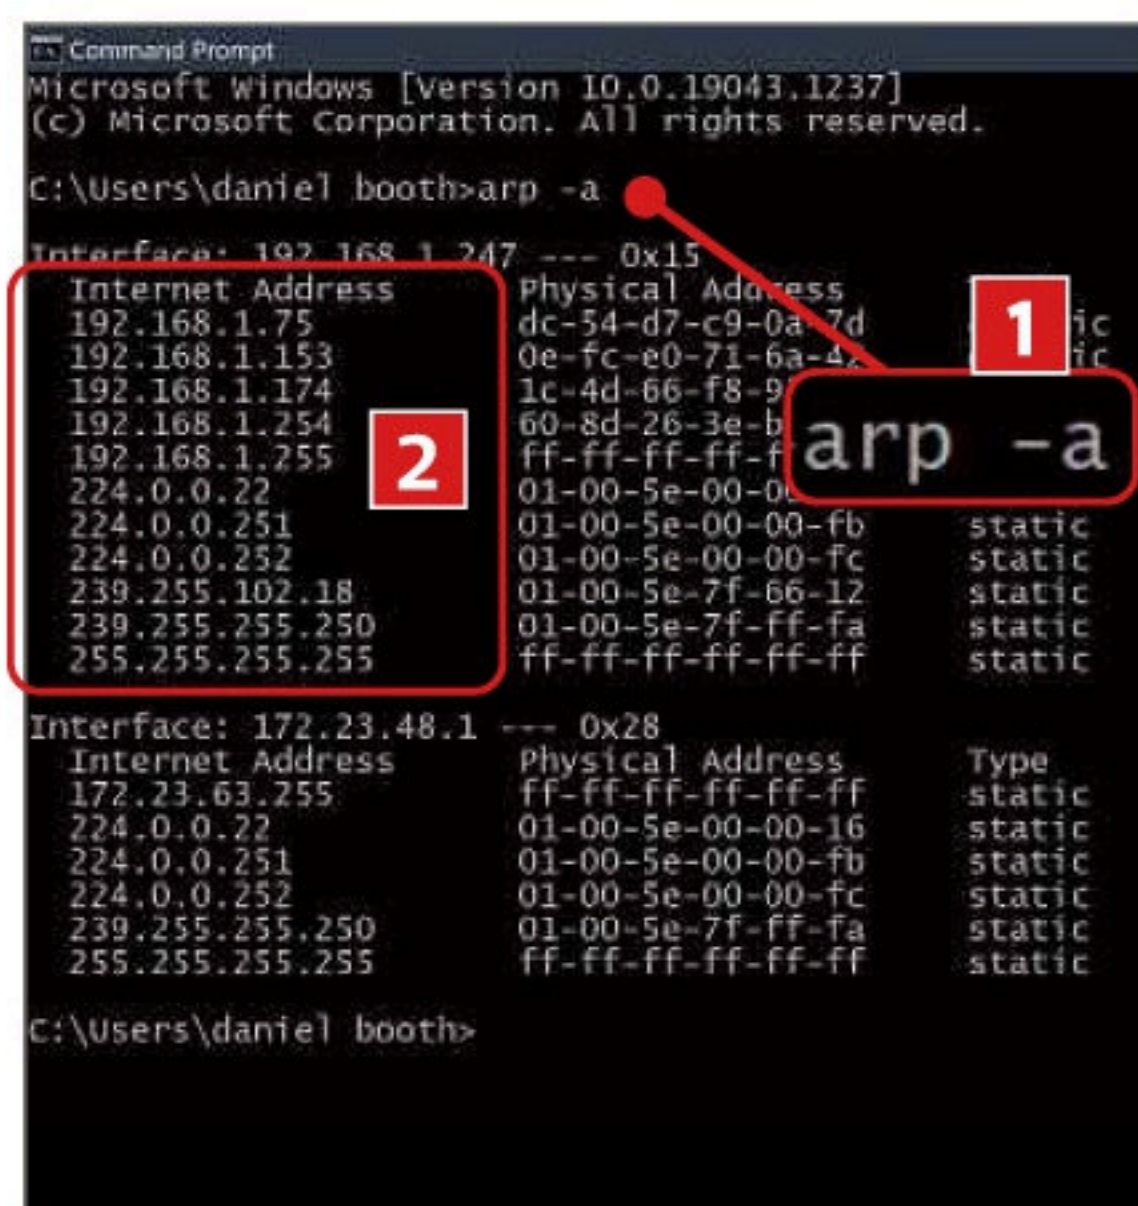 Command Prompt
Microsoft Windows [Version 10.0.19043.1237]
(c) Microsoft Corporation. All rights reserved.
C:\Users\daniel booth>arp -a
Interface: 192.168.1.247 --- 0x15
Internet Address Physical Address
192.168.1.75 dc-54-d7-c9-0a-7d
192.168.1.153 0e-fc-e0-71-6a-42
192.168.1.174 1c-4d-66-f8-9
192.168.1.254 60-8d-26-3e-b
192.168.1.255 ff-ff-ff-ff-f
224.0.0.22 01-00-5e-00-00
224.0.0.251 01-00-5e-00-00-fb static
224.0.0.252 01-00-5e-00-00-fc static
239.255.102.18 01-00-5e-7f-66-12 static
239.255.255.250 01-00-5e-7f-ff-fa static
255.255.255.255 ff-ff-ff-ff-ff-ff static
1
arp -a
2
Interface: 172.23.48.1 --- 0x28
Internet Address Physical Address Type
172.23.63.255 ff-ff-ff-ff-ff-ff static
224.0.0.22 01-00-5e-00-00-16 static
224.0.0.251 01-00-5e-00-00-fb static
224.0.0.252 01-00-5e-00-00-fc static
239.255.255.250 01-00-5e-7f-ff-fa static
255.255.255.255 ff-ff-ff-ff-ff-ff static
C:\Users\daniel booth>